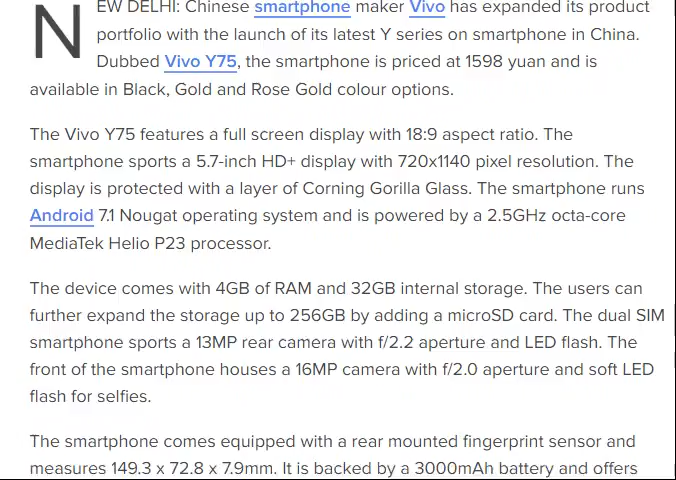 NEW DELHI: Chinese smartphone maker Vivo has expanded its product
portfolio with the launch of its latest Y series on smartphone in China.
Dubbed Vivo Y75, the smartphone is priced at 1598 yuan and is
available in Black, Gold and Rose Gold colour options.
The Vivo Y75 features a full screen display with 18:9 aspect ratio. The
smartphone sports a 5.7-inch HD+ display with 720x1140 pixel resolution. The
display is protected with a layer of Corning Gorilla Glass. The smartphone runs
Android 7.1 Nougat operating system and is powered by a 2.5GHz octa-core
MediaTek Helio P23 processor.
The device comes with 4GB of RAM and 32GB internal storage. The users can
further expand the storage up to 256GB by adding a microSD card. The dual SIM
smartphone sports a 13MP rear camera with f/2.2 aperture and LED flash. The
front of the smartphone houses a 16MP camera with f/2.0 aperture and soft LED
flash for selfies.
The smartphone comes equipped with a rear mounted fingerprint sensor and
measures 149.3 x 72.8 x 7.9mm. It is backed by a 3000mAh battery and offers